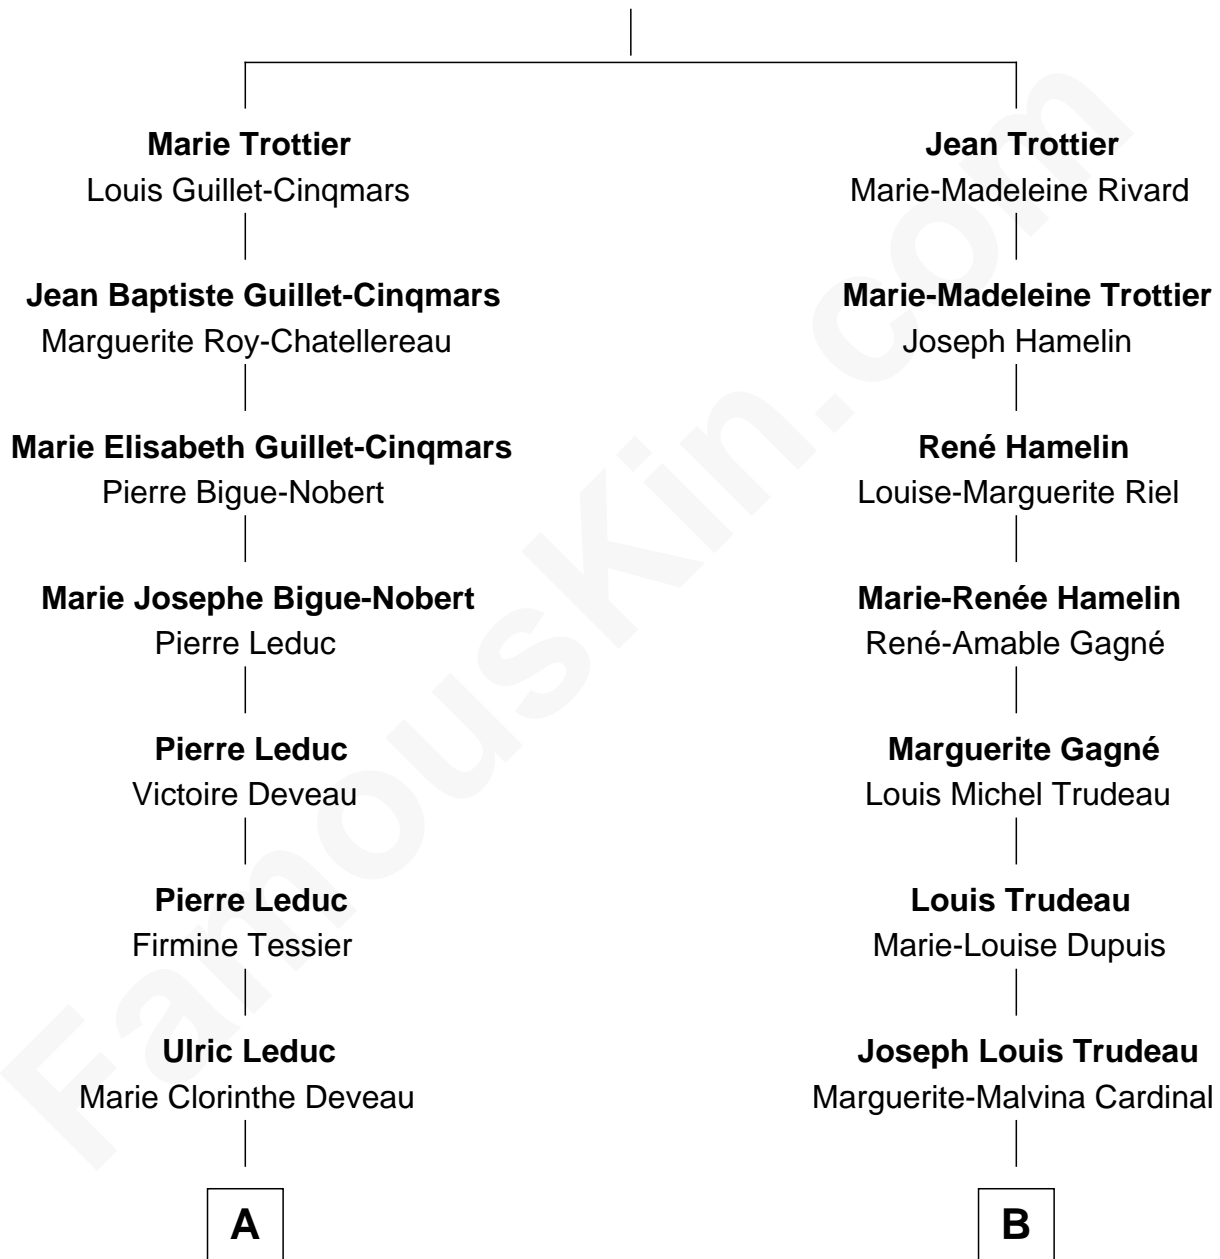 Marie Trottier
Louis Guillet-Cinqmars
Jean Baptiste Guillet-Cinqmars
Marguerite Roy-Chatellereau
Marie Elisabeth Guillet-Cinqmars
Pierre Bigue-Nobert
Marie Josephe Bigue-Nobert
Pierre Leduc
Pierre Leduc
Victoire Deveau
Pierre Leduc
Firmine Tessier
Ulric Leduc
Marie Clorinthe Deveau
A
Jean Trottier
Marie-Madeleine Rivard
Marie-Madeleine Trottier
Joseph Hamelin
René Hamelin
Louise-Marguerite Riel
Marie-Renée Hamelin
René-Amable Gagné
Marguerite Gagné
Louis Michel Trudeau
Louis Trudeau
Marie-Louise Dupuis
Joseph Louis Trudeau
Marguerite-Malvina Cardinal
B
FamousKin.com